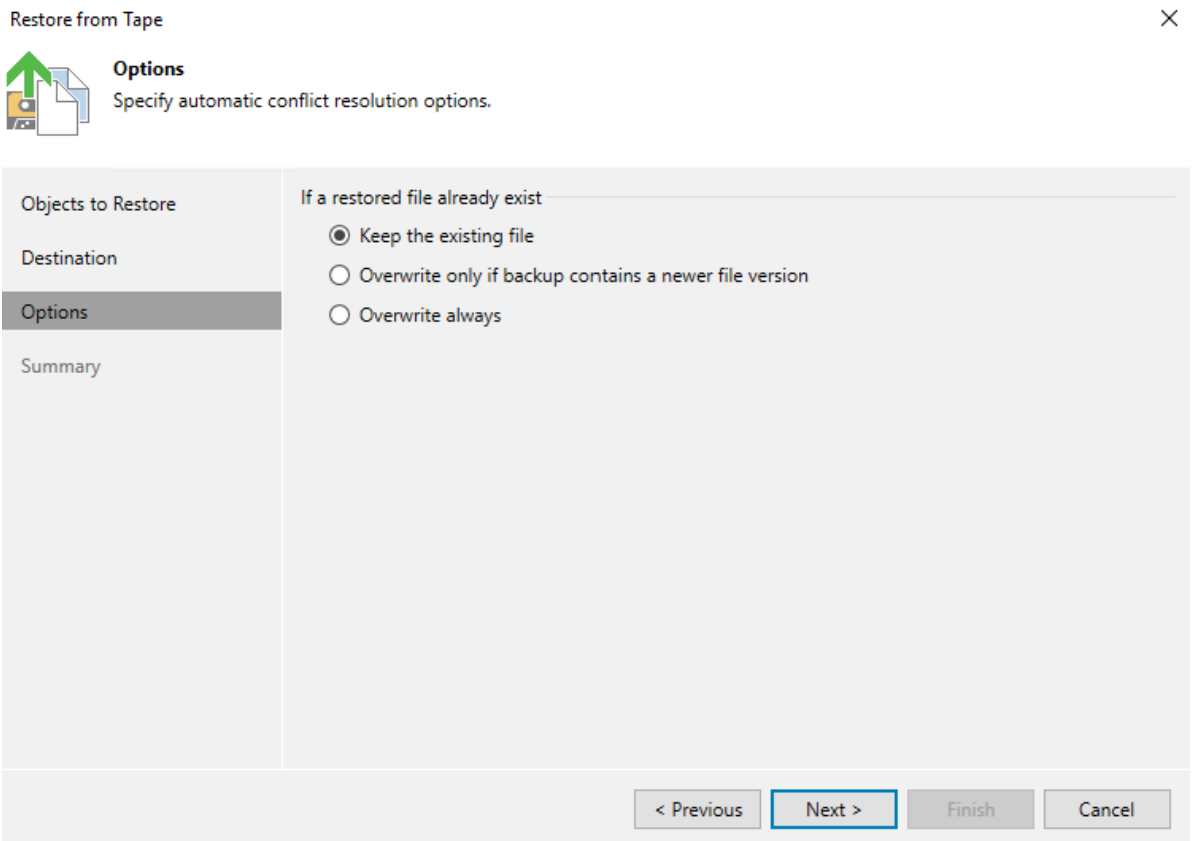 Restore from Tape
Options
Specify automatic conflict resolution options.
Objects to Restore
Destination
Options
Summary
If a restored file already exist
Keep the existing file
Overwrite only if backup contains a newer file version
Overwrite always
< Previous
Next >
Finish
Cancel